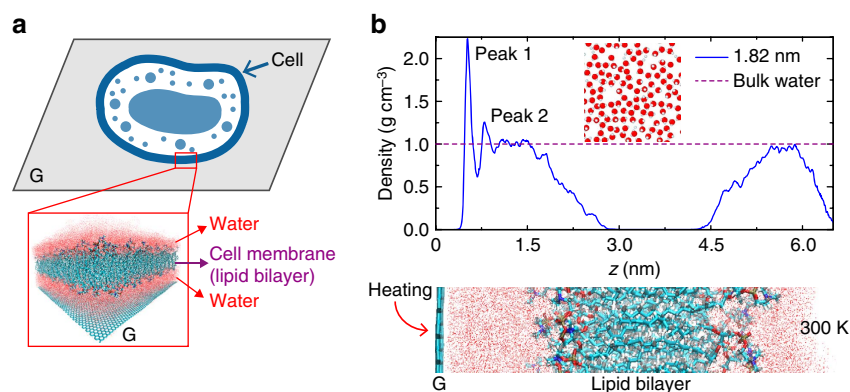 a
Cell
G
Water
Cell membrane
(lipid bilayer)
Water
G
b
2.0
1.5
1.0
0.5
0.0
Density (g cm⁻³)
Peak 1
Peak 2
1.82 nm
Bulk water
0
1.5
3.0
4.5
6.0
z (nm)
Heating
300 K
G
Lipid bilayer